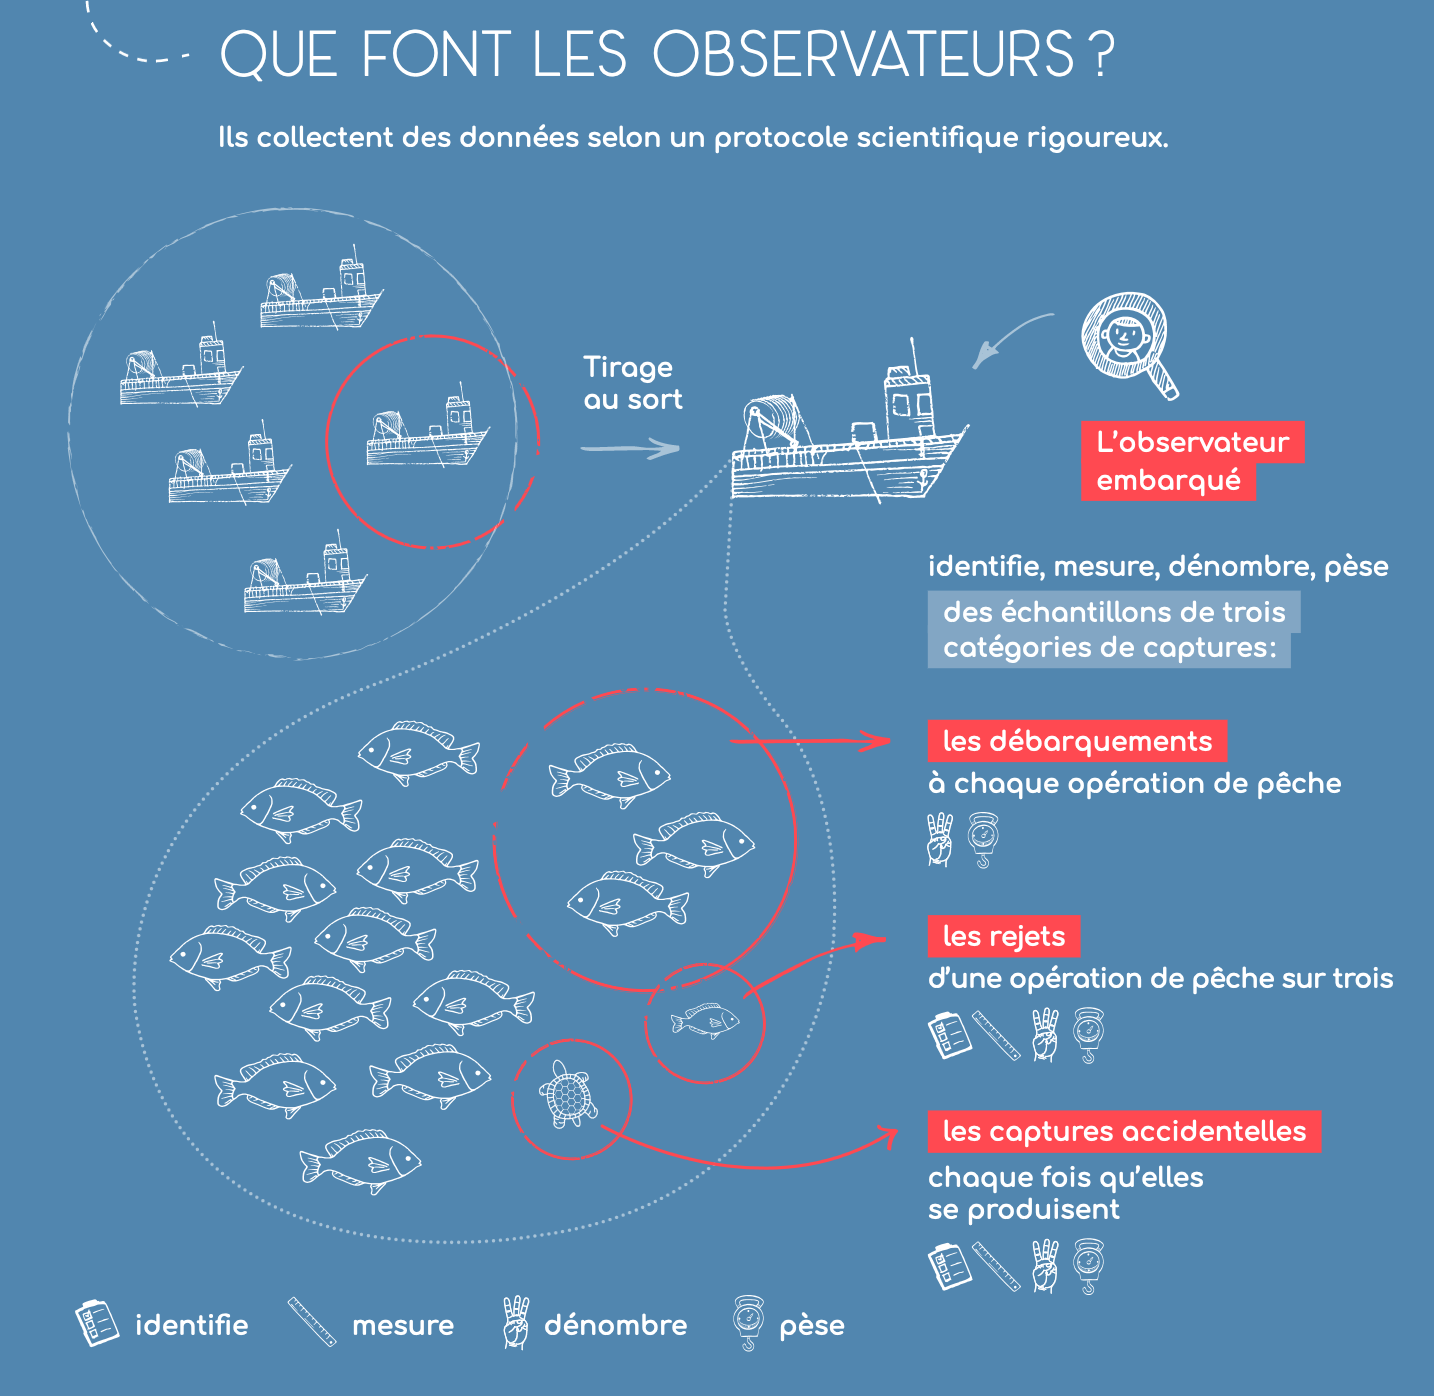 QUE FONT LES OBSERVATEURS ?
Ils collectent des données selon un protocole scientifique rigoureux.
Tirage
au sort
L'observateur
embarqué
identifie, mesure, dénombre, pèse
des échantillons de trois
catégories de captures:
les débarquements
à chaque opération de pêche
les rejets
d'une opération de pêche sur trois
les captures accidentelles
chaque fois qu'elles
se produisent
identifie
mesure
dénombre
pèse